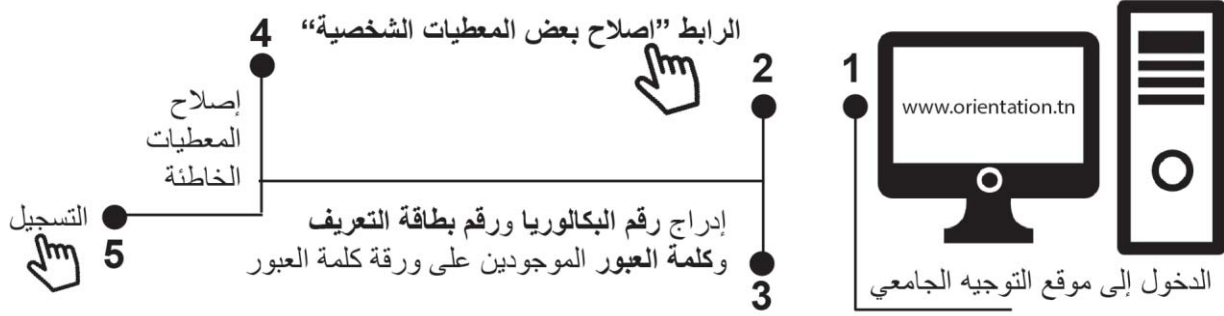 1
www.orientation.tn
الدخول إلى موقع التوجيه الجامعي
2
الرابط "اصلاح بعض المعطيات الشخصية"
3
إدراج رقم البكالوريا ورقم بطاقة التعريف
وكلمة العبور الموجودين على ورقة كلمة العبور
4
إصلاح
المعطيات
الخاطئة
5
التسجيل